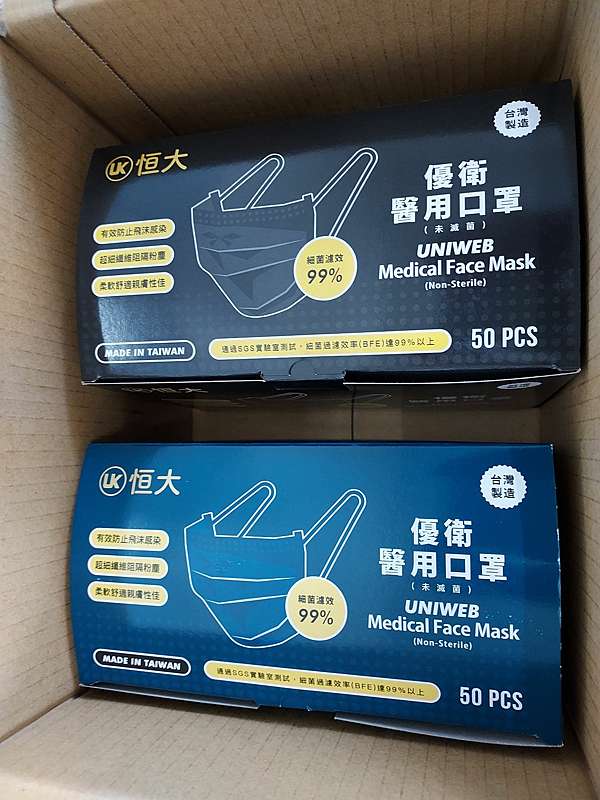 台灣
製造
UK恒大
優衛
醫用口罩
(未滅菌)
UNIWEB
Medical Face Mask
(Non-Sterile)
有效防止飛沫感染
超細纖維阻隔粉塵
柔軟舒適親膚性佳
細菌濾效
99%
MADE IN TAIWAN
通過SGS實驗室測試,細菌過濾效率(BFE)達99%以上
50 PCS
UK恒大
台灣
製造
優衛
醫用口罩
(未滅菌)
UNIWEB
Medical Face Mask
(Non-Sterile)
有效防止飛沫感染
超細纖維阻隔粉塵
柔軟舒適親膚性佳
細菌濾效
99%
MADE IN TAIWAN
通過SGS實驗室測試,細菌過濾效率(BFE)達99%以上
50 PCS